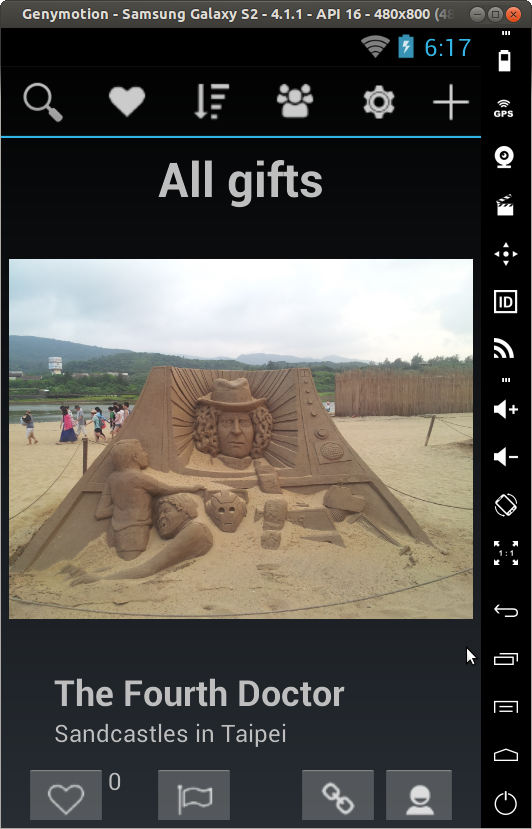 Genymotion - Samsung Galaxy S2 - 4.1.1 - API 16 - 480x800 (48
6:17
GPS
All gifts
ID
1:1
The Fourth Doctor
Sandcastles in Taipei
0